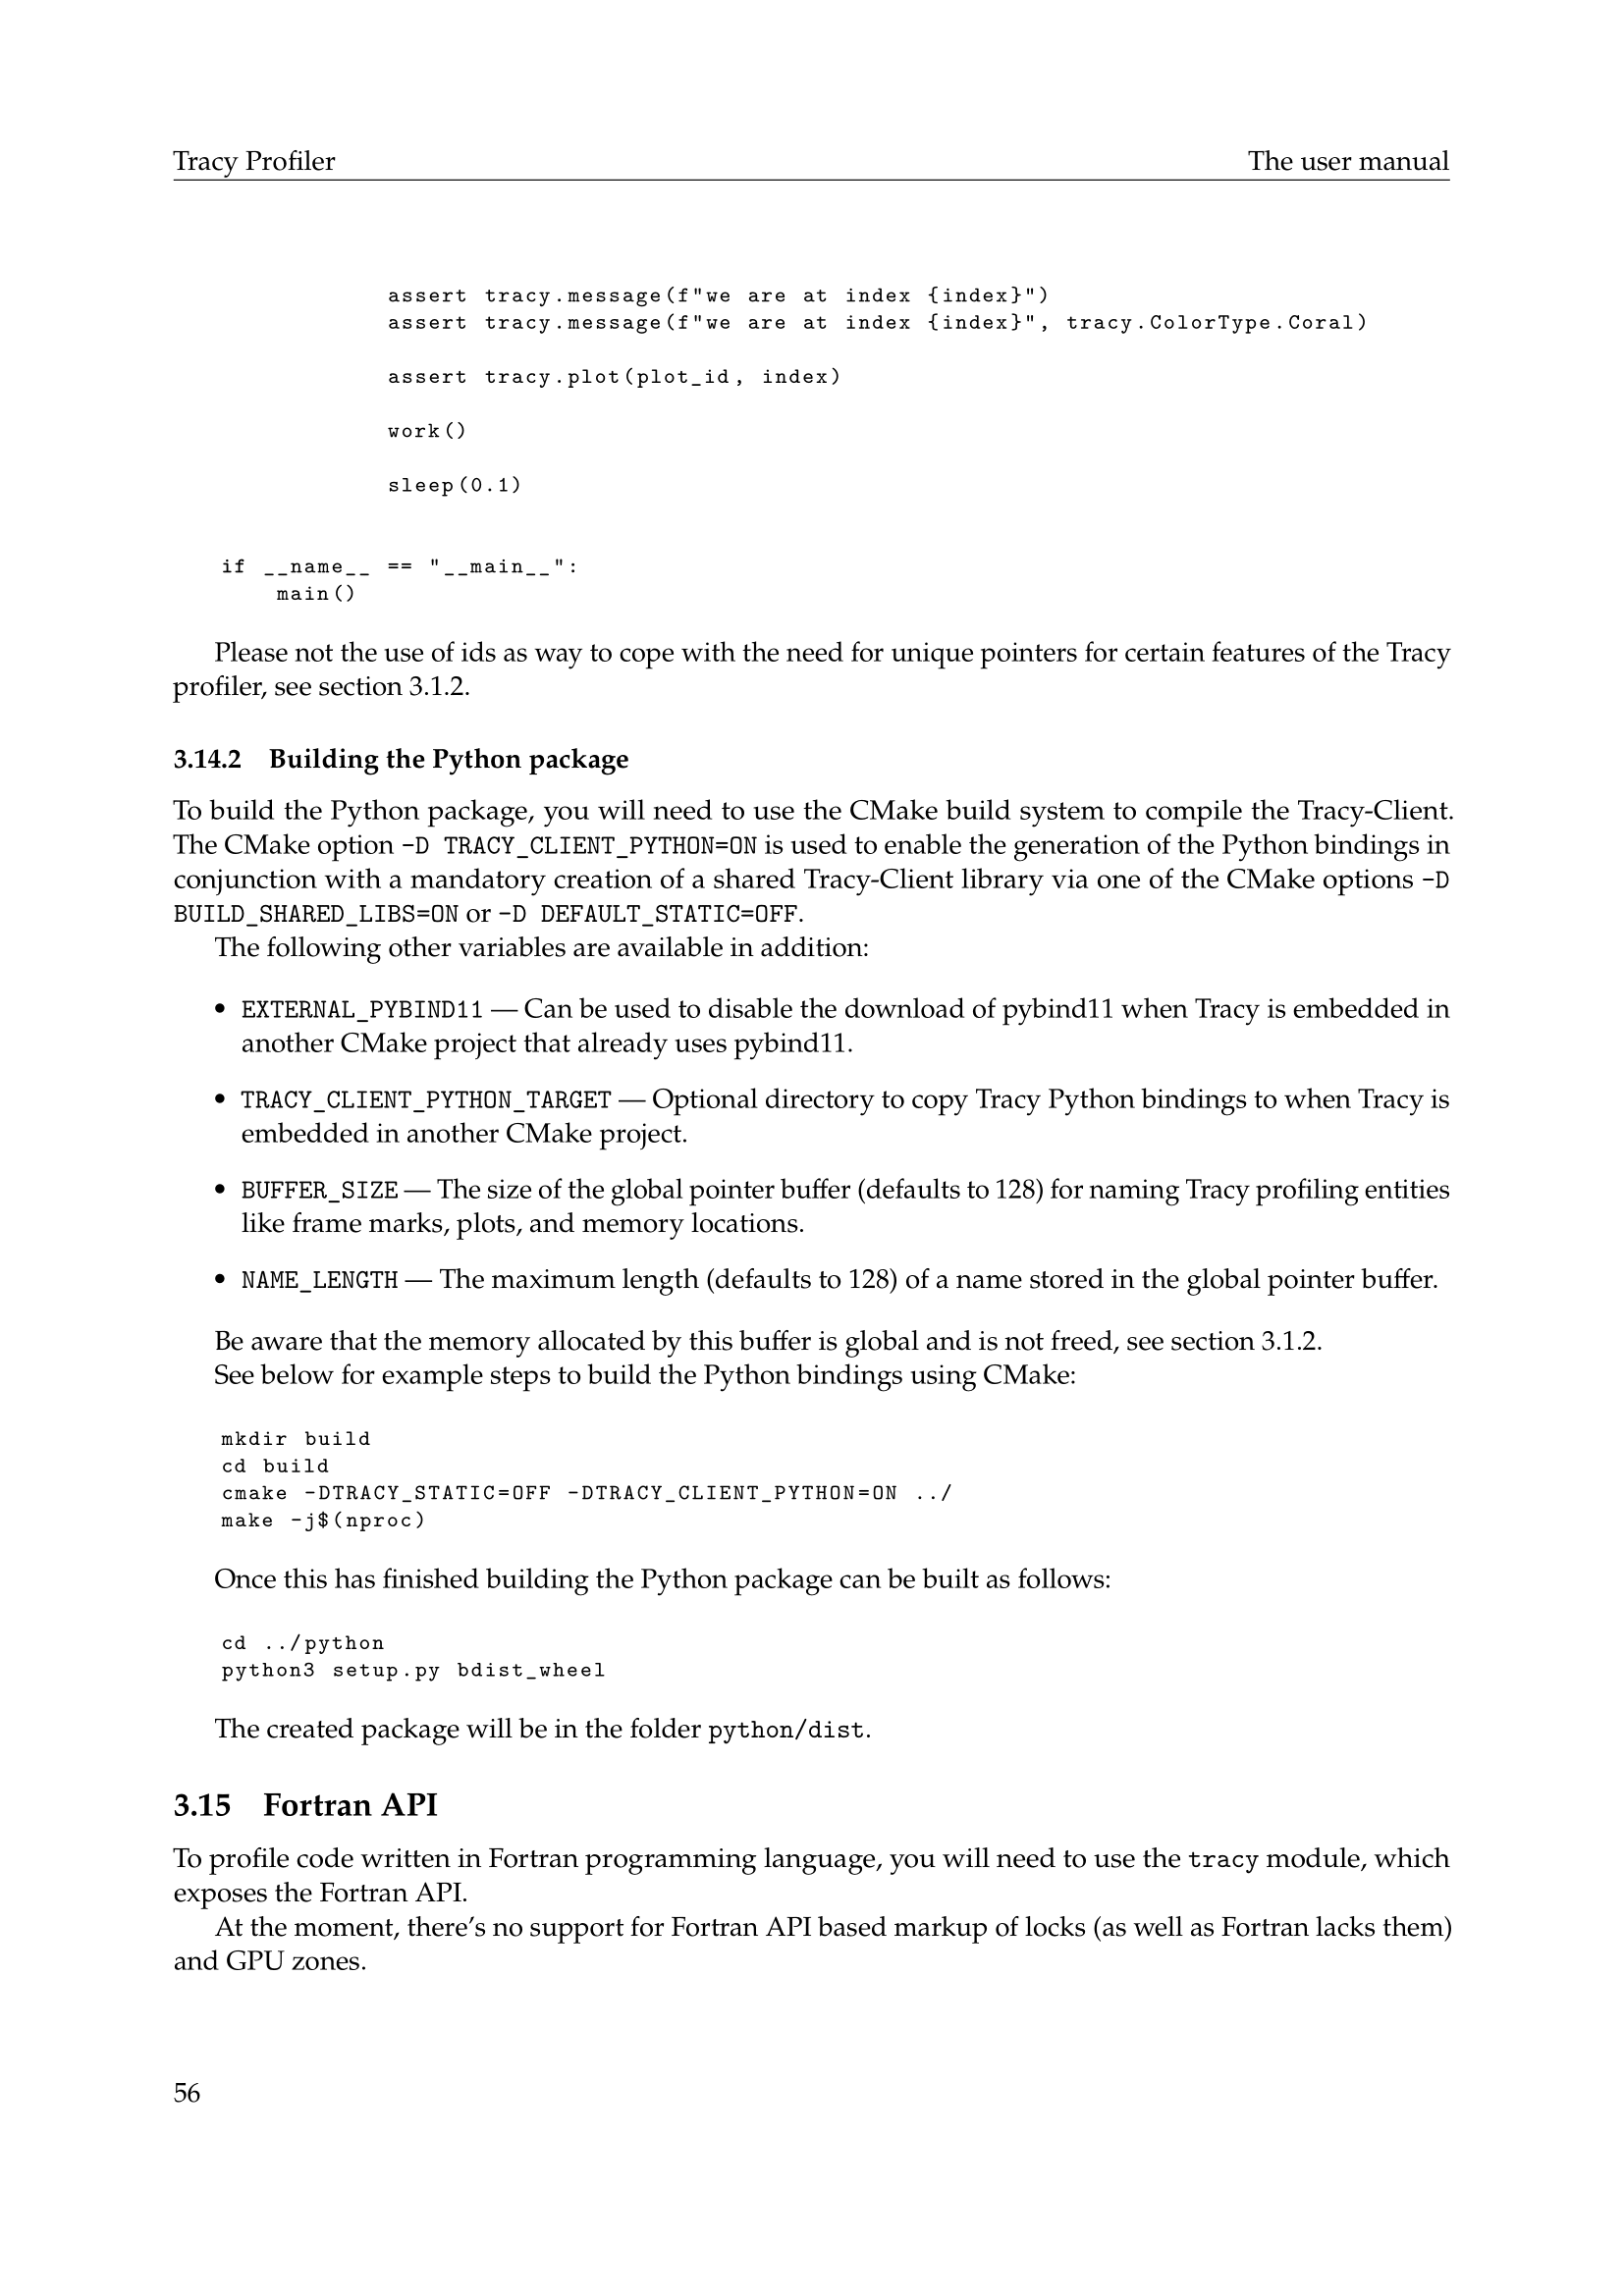 Tracy Profiler The user manual
assert tracy.message(f"we are at index {index}")
assert tracy.message(f"we are at index {index}", tracy.ColorType.Coral)
assert tracy.plot(plot_id, index)
work()
sleep(0.1)
if __name__ == "__main__":
main()
Please not the use of ids as way to cope with the need for unique pointers for certain features of the Tracy
profiler, see section 3.1.2.
3.14.2 Building the Python package
To build the Python package, you will need to use the CMake build system to compile the Tracy-Client.
The CMake option -D TRACY_CLIENT_PYTHON=ON is used to enable the generation of the Python bindings in
conjunction with a mandatory creation of a shared Tracy-Client library via one of the CMake options -D
BUILD_SHARED_LIBS=ON or -D DEFAULT_STATIC=OFF.
The following other variables are available in addition:
• EXTERNAL_PYBIND11 — Can be used to disable the download of pybind11 when Tracy is embedded in
another CMake project that already uses pybind11.
• TRACY_CLIENT_PYTHON_TARGET — Optional directory to copy Tracy Python bindings to when Tracy is
embedded in another CMake project.
• BUFFER_SIZE — The size of the global pointer buffer (defaults to 128) for naming Tracy profiling entities
like frame marks, plots, and memory locations.
• NAME_LENGTH — The maximum length (defaults to 128) of a name stored in the global pointer buffer.
Be aware that the memory allocated by this buffer is global and is not freed, see section 3.1.2.
See below for example steps to build the Python bindings using CMake:
mkdir build
cd build
cmake -DTRACY_STATIC=OFF -DTRACY_CLIENT_PYTHON=ON ../
make -j$(nproc)
Once this has finished building the Python package can be built as follows:
cd ../python
python3 setup.py bdist_wheel
The created package will be in the folder python/dist.
3.15 Fortran API
To profile code written in Fortran programming language, you will need to use the tracy module, which
exposes the Fortran API.
At the moment, there's no support for Fortran API based markup of locks (as well as Fortran lacks them)
and GPU zones.
56